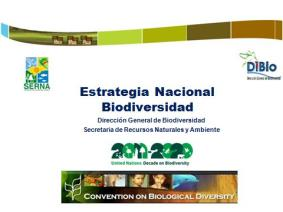 SERNA
DiBio
Estrategia Nacional
Biodiversidad
Dirección General de Biodiversidad
Secretaria de Recursos Naturales y Ambiente
2011-2020
United Nations Decade on Biodiversity
CONVENTION ON BIOLOGICAL DIVERSITY